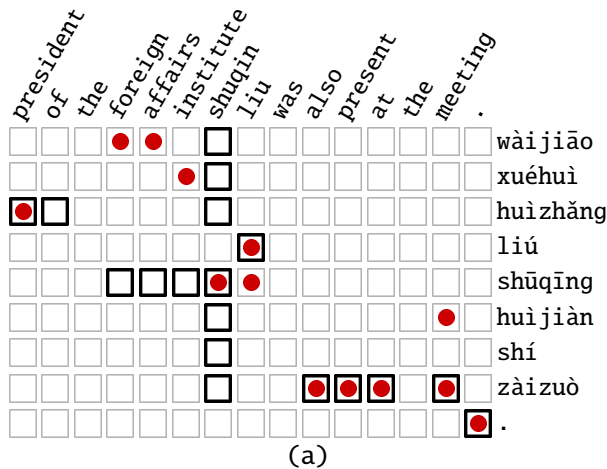 president of the foreign affairs institute shuqin liu was also present at the meeting .
wàijiāo
xuéhuì
huìzhǎng
liú
shūqīng
huìjiàn
shí
zàizuò
.
(a)